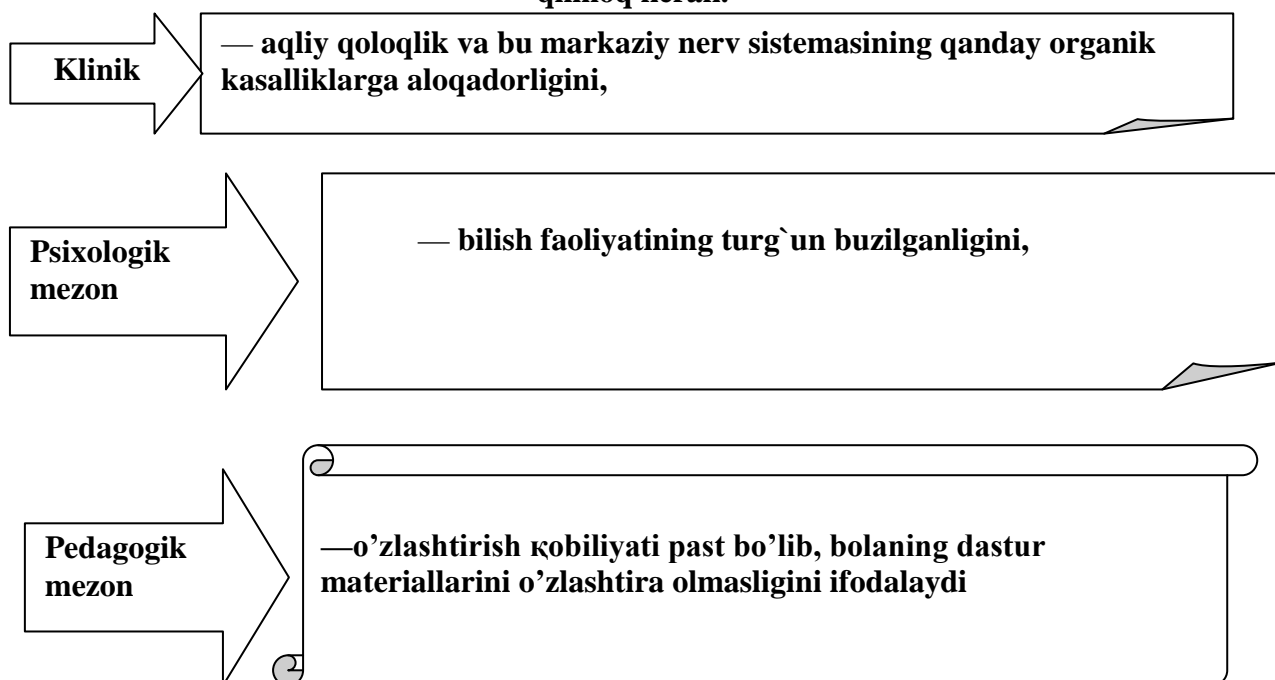 Klinik
— aqliy qoloqlik va bu markaziy nerv sistemasining qanday organik
kasalliklarga aloqadorligini,
Psixologik
mezon
— bilish faoliyatining turg`un buzilganligini,
Pedagogik
mezon
—o’zlashtirish кobiliyati past bo’lib, bolaning dastur
materiallarini o’zlashtira olmasligini ifodalaydi